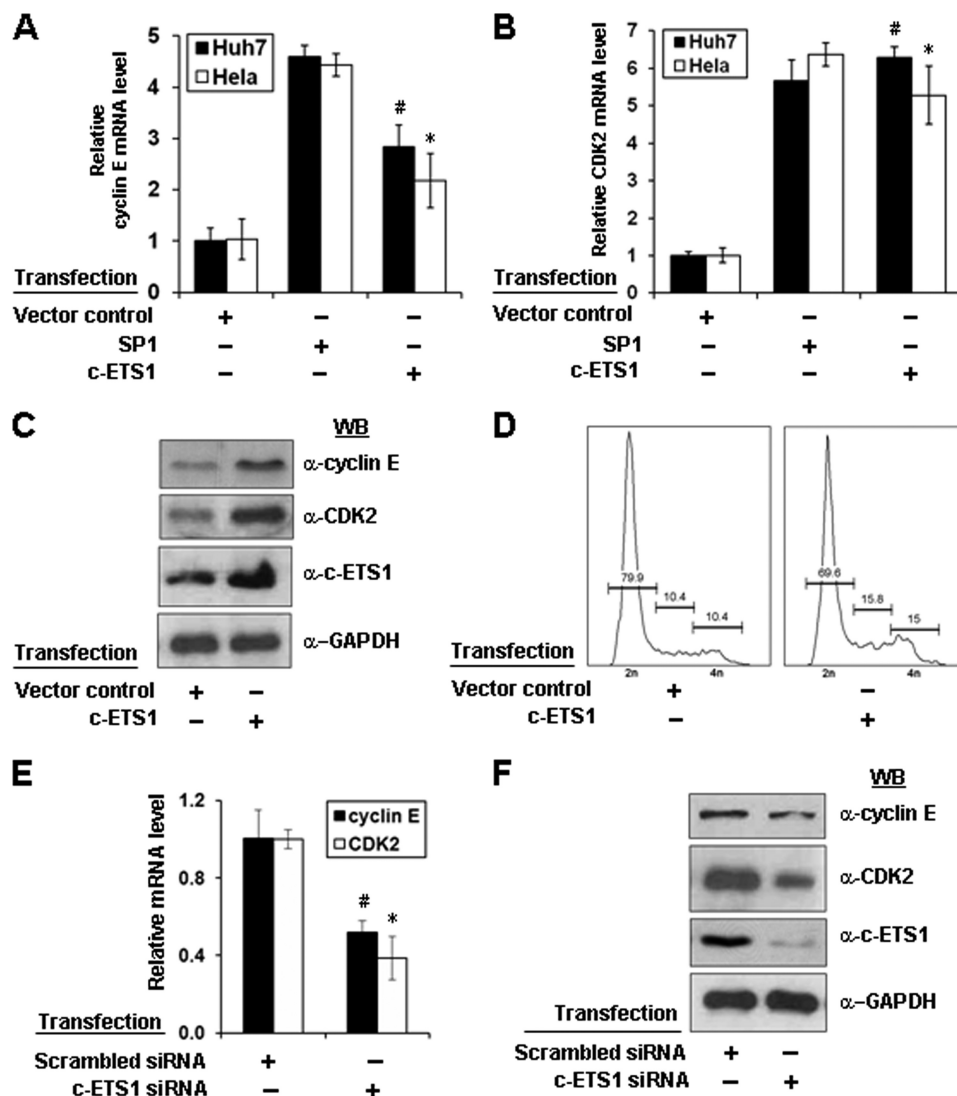 A
Relative
cyclin E mRNA level
5
4
3
2
1
0
Huh7
Hela
#
*
Transfection
Vector control + – –
SP1 – + –
c-ETS1 – – +
B
Relative CDK2 mRNA level
8
7
6
5
4
3
2
1
0
Huh7
Hela
#
*
Transfection
Vector control + – –
SP1 – + –
c-ETS1 – – +
C
WB
α-cyclin E
α-CDK2
α-c-ETS1
α-GAPDH
Transfection
Vector control + –
c-ETS1 – +
D
79.9
10.4
10.4
2n 4n
69.6
15.8
15
2n 4n
Transfection
Vector control + –
c-ETS1 – +
E
Relative mRNA level
1.2
0.8
0.4
0.0
cyclin E
CDK2
#
*
Transfection
Scrambled siRNA + –
c-ETS1 siRNA – +
F
WB
α-cyclin E
α-CDK2
α-c-ETS1
α-GAPDH
Transfection
Scrambled siRNA + –
c-ETS1 siRNA – +